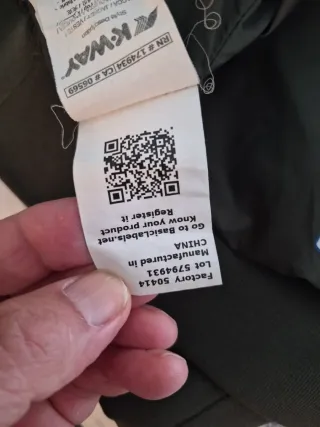 Factory 50414
Lot 5794931
Manufactured in
CHINA
Go to BasicLabels.net
Know your product
Register it
RN # 174934 | CA # 06569
K-WAY